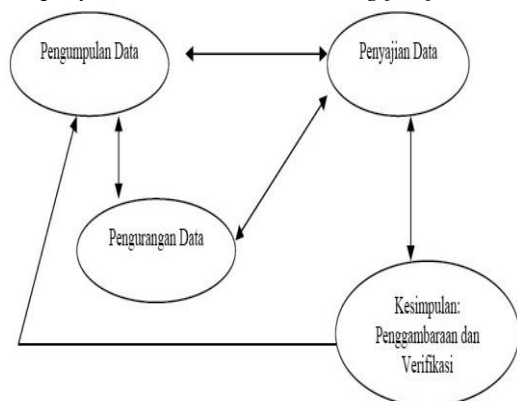 Pengumpulan Data
Penyajian Data
Pengurangan Data
Kesimpulan:
Penggambaraan dan
Verifikasi